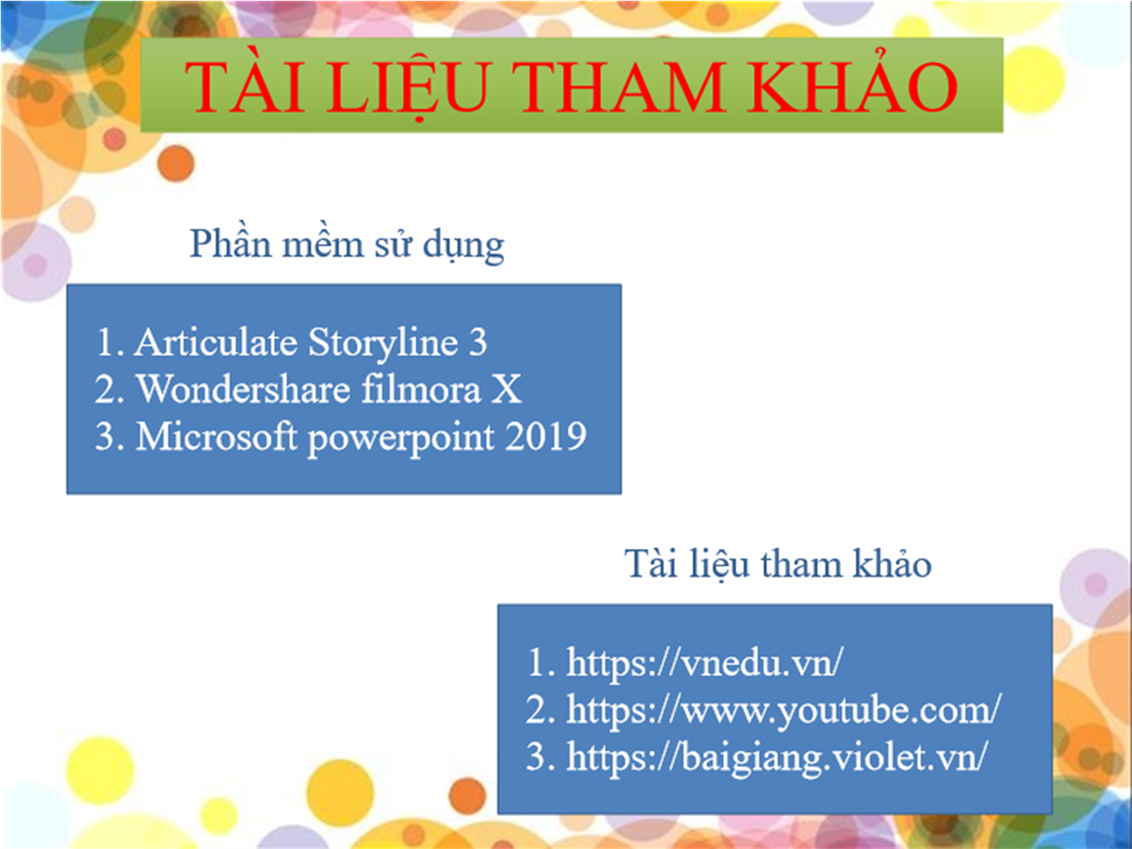 TÀI LIỆU THAM KHẢO
Phần mềm sử dụng
1. Articulate Storyline 3
2. Wondershare filmora X
3. Microsoft powerpoint 2019
Tài liệu tham khảo
1. https://vnedu.vn/
2. https://www.youtube.com/
3. https://baigiang.violet.vn/